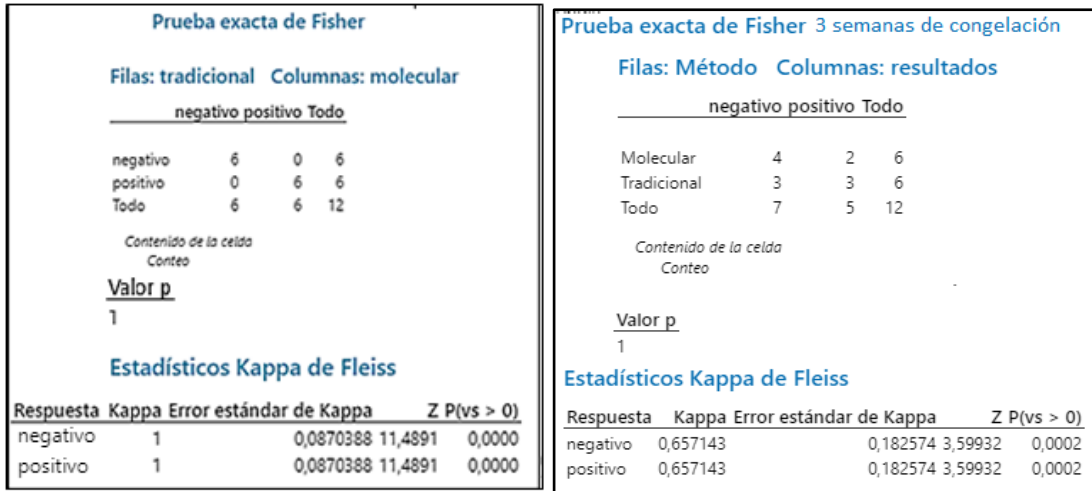 Prueba exacta de Fisher
Filas: tradicional Columnas: molecular
negativo positivo Todo
negativo 6 0 6
positivo 0 6 6
Todo 6 6 12
Contenido de la celda
Conteo
Valor p
1
Estadísticos Kappa de Fleiss
Respuesta Kappa Error estándar de Kappa Z P(vs > 0)
negativo 1 0,0870388 11,4891 0,0000
positivo 1 0,0870388 11,4891 0,0000
Prueba exacta de Fisher 3 semanas de congelación
Filas: Método Columnas: resultados
negativo positivo Todo
Molecular 4 2 6
Tradicional 3 3 6
Todo 7 5 12
Contenido de la celda
Conteo
Valor p
1
Estadísticos Kappa de Fleiss
Respuesta Kappa Error estándar de Kappa Z P(vs > 0)
negativo 0,657143 0,182574 3,59932 0,0002
positivo 0,657143 0,182574 3,59932 0,0002